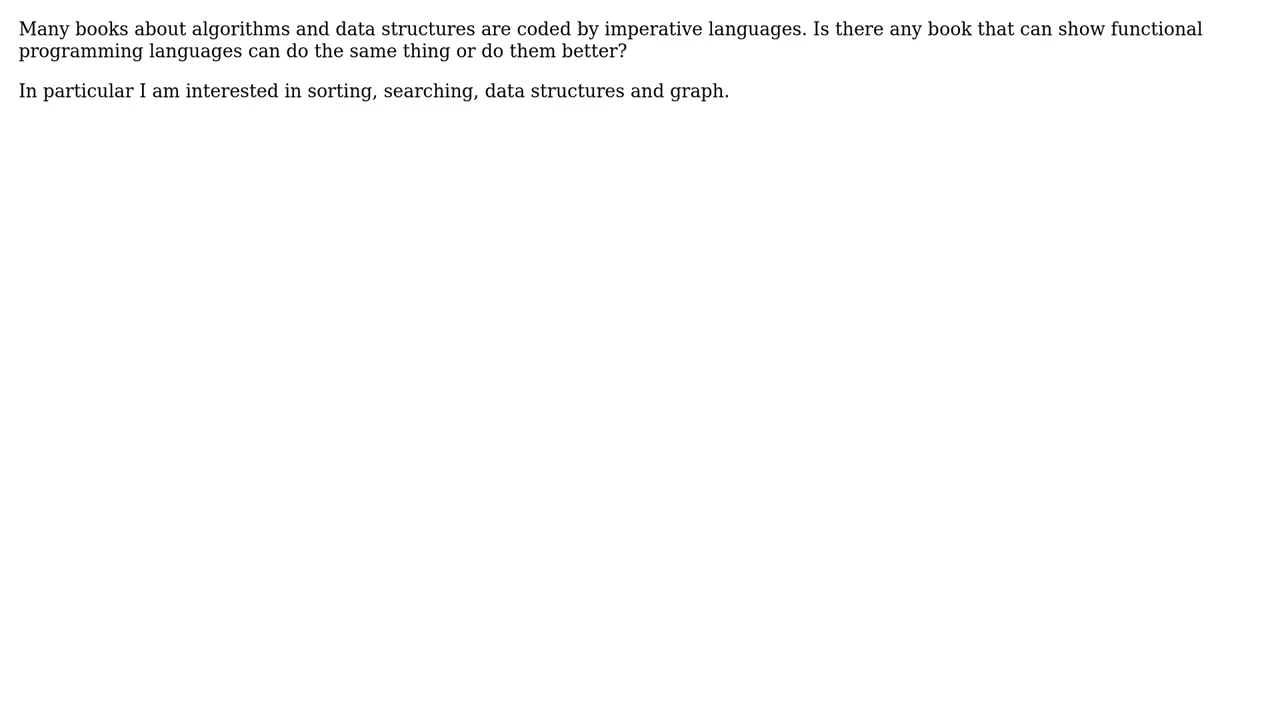 Many books about algorithms and data structures are coded by imperative languages. Is there any book that can show functional
programming languages can do the same thing or do them better?
In particular I am interested in sorting, searching, data structures and graph.